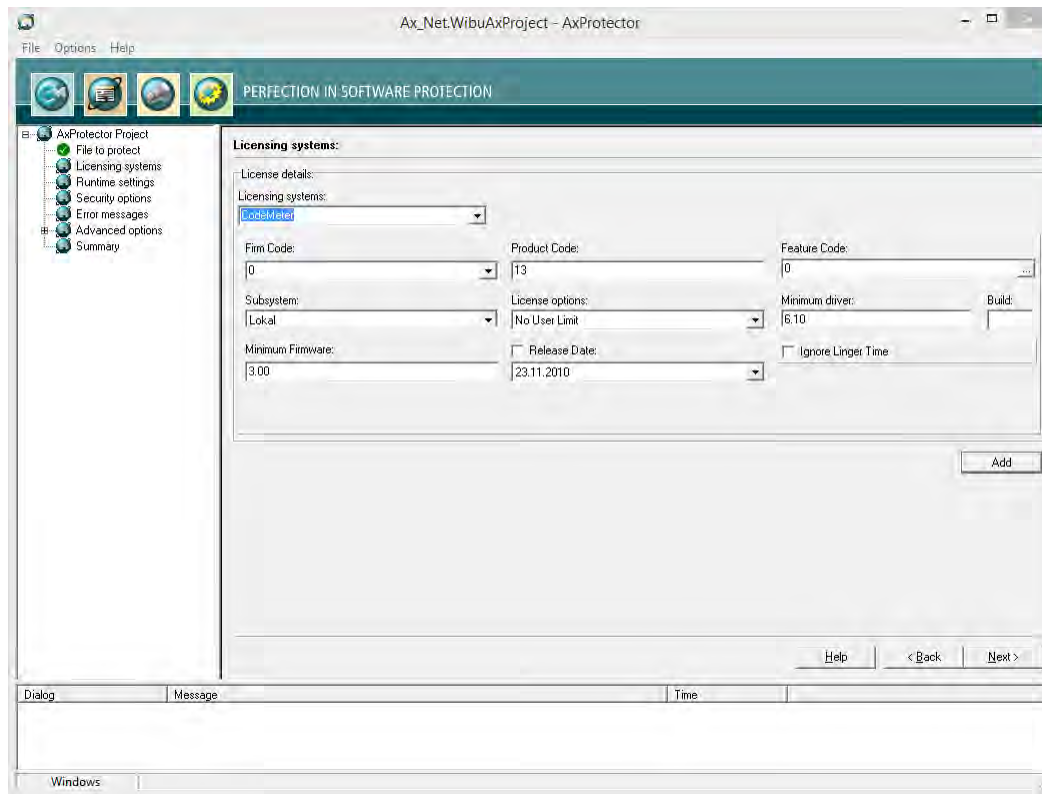 Ax_Net.WibuAxProject - AxProtector
File Options Help
PERFECTION IN SOFTWARE PROTECTION
AxProtector Project
File to protect
Licensing systems
Runtime settings
Security options
Error messages
Advanced options
Summary
Licensing systems:
License details:
Licensing systems:
CodeMeter
Firm Code: Product Code: Feature Code:
0 13 0 ...
Subsystem: License options: Minimum driver: Build:
Lokal No User Limit 6.10
Minimum Firmware: Release Date: Ignore Linger Time
3.00 23.11.2010
Add
Help < Back Next >
Dialog Message Time
Windows